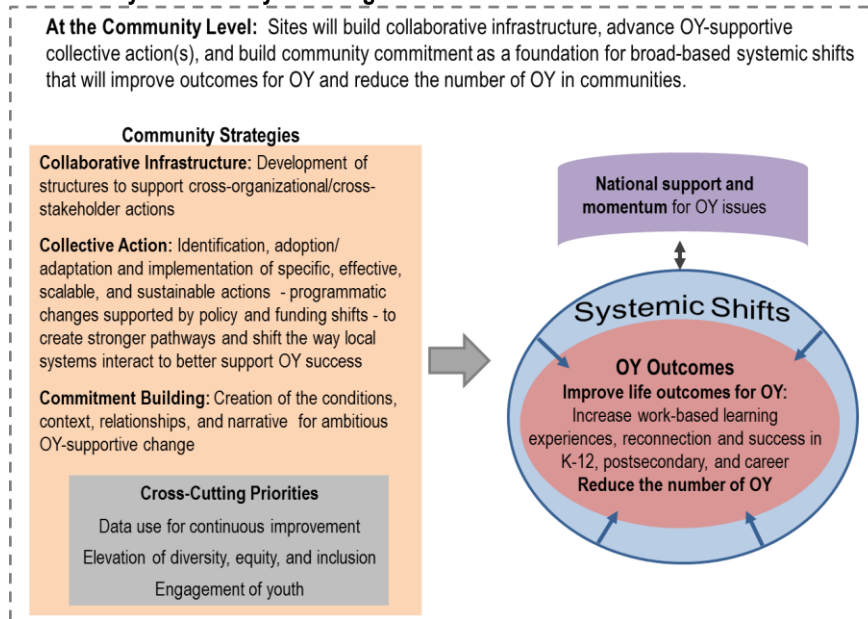 At the Community Level: Sites will build collaborative infrastructure, advance OY-supportive
collective action(s), and build community commitment as a foundation for broad-based systemic shifts
that will improve outcomes for OY and reduce the number of OY in communities.
Community Strategies
Collaborative Infrastructure: Development of
structures to support cross-organizational/cross-
stakeholder actions
Collective Action: Identification, adoption/
adaptation and implementation of specific, effective,
scalable, and sustainable actions - programmatic
changes supported by policy and funding shifts - to
create stronger pathways and shift the way local
systems interact to better support OY success
Commitment Building: Creation of the conditions,
context, relationships, and narrative for ambitious
OY-supportive change
Cross-Cutting Priorities
Data use for continuous improvement
Elevation of diversity, equity, and inclusion
Engagement of youth
National support and
momentum for OY issues
Systemic Shifts
OY Outcomes
Improve life outcomes for OY:
Increase work-based learning
experiences, reconnection and success in
K-12, postsecondary, and career
Reduce the number of OY